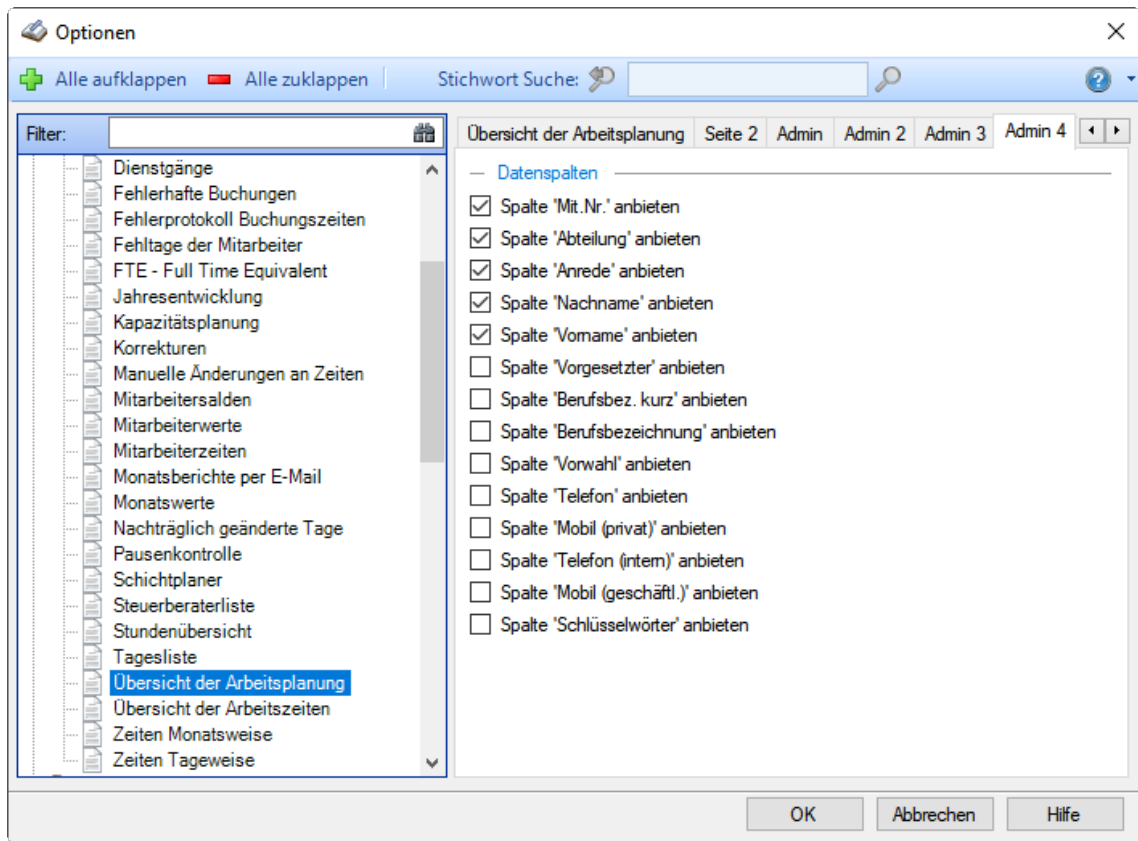 Optionen
Alle aufklappen Alle zuklappen Stichwort Suche:
Filter:
Dienstgänge
Fehlerhafte Buchungen
Fehlerprotokoll Buchungszeiten
Fehltage der Mitarbeiter
FTE - Full Time Equivalent
Jahresentwicklung
Kapazitätsplanung
Korrekturen
Manuelle Änderungen an Zeiten
Mitarbeitersalden
Mitarbeiterwerte
Mitarbeiterzeiten
Monatsberichte per E-Mail
Monatswerte
Nachträglich geänderte Tage
Pausenkontrolle
Schichtplaner
Steuerberaterliste
Stundenübersicht
Tagesliste
Übersicht der Arbeitsplanung
Übersicht der Arbeitszeiten
Zeiten Monatsweise
Zeiten Tageweise
Übersicht der Arbeitsplanung Seite 2 Admin Admin 2 Admin 3 Admin 4
Datenspalten
Spalte 'Mit.Nr.' anbieten
Spalte 'Abteilung' anbieten
Spalte 'Anrede' anbieten
Spalte 'Nachname' anbieten
Spalte 'Vorname' anbieten
Spalte 'Vorgesetzter' anbieten
Spalte 'Berufsbez. kurz' anbieten
Spalte 'Berufsbezeichnung' anbieten
Spalte 'Vorwahl' anbieten
Spalte 'Telefon' anbieten
Spalte 'Mobil (privat)' anbieten
Spalte 'Telefon (intern)' anbieten
Spalte 'Mobil (geschäftl.)' anbieten
Spalte 'Schlüsselwörter' anbieten
OK Abbrechen Hilfe